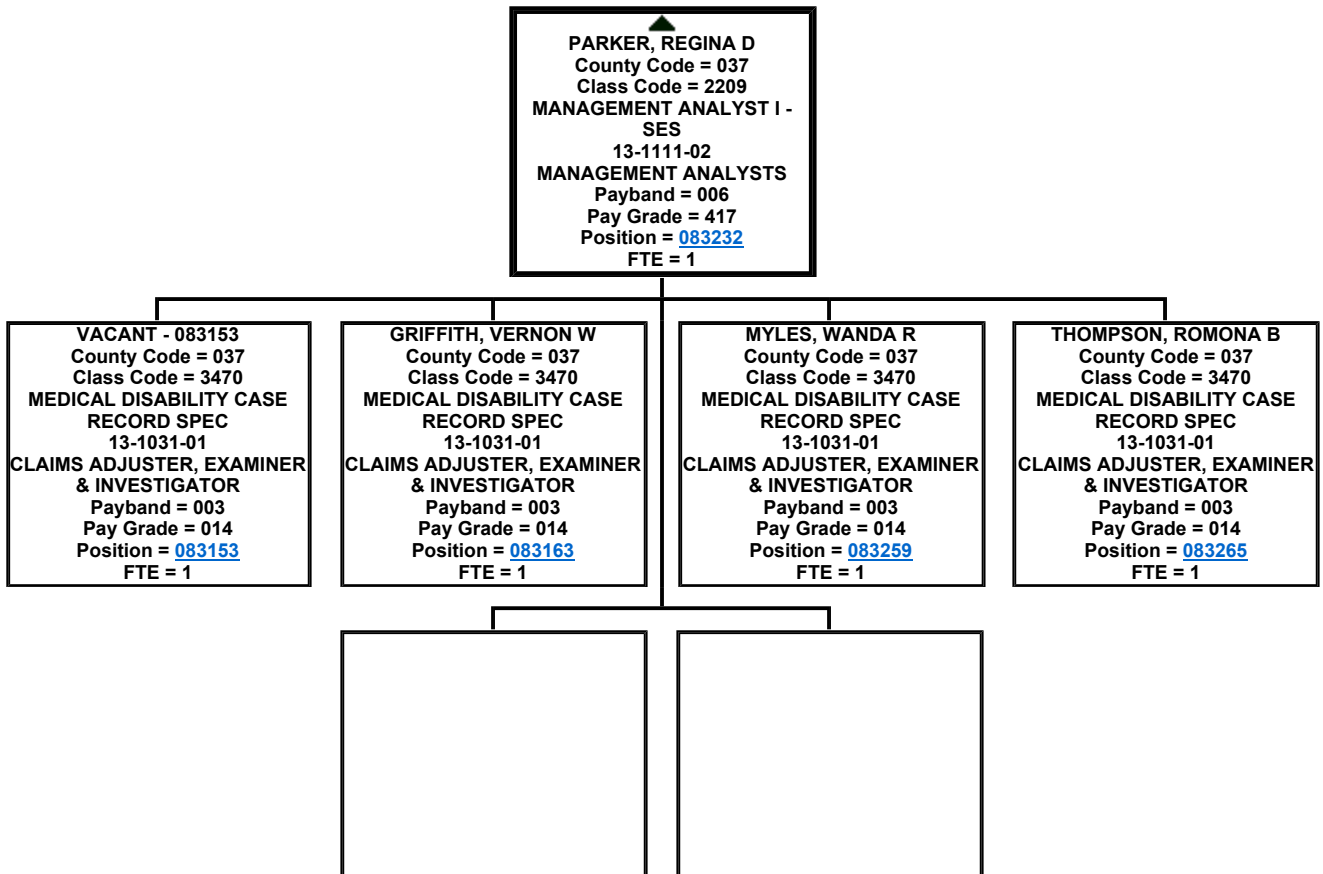 PARKER, REGINA D
County Code = 037
Class Code = 2209
MANAGEMENT ANALYST I -
SES
13-1111-02
MANAGEMENT ANALYSTS
Payband = 006
Pay Grade = 417
Position = 083232
FTE = 1
VACANT - 083153
County Code = 037
Class Code = 3470
MEDICAL DISABILITY CASE
RECORD SPEC
13-1031-01
CLAIMS ADJUSTER, EXAMINER
& INVESTIGATOR
Payband = 003
Pay Grade = 014
Position = 083153
FTE = 1
GRIFFITH, VERNON W
County Code = 037
Class Code = 3470
MEDICAL DISABILITY CASE
RECORD SPEC
13-1031-01
CLAIMS ADJUSTER, EXAMINER
& INVESTIGATOR
Payband = 003
Pay Grade = 014
Position = 083163
FTE = 1
MYLES, WANDA R
County Code = 037
Class Code = 3470
MEDICAL DISABILITY CASE
RECORD SPEC
13-1031-01
CLAIMS ADJUSTER, EXAMINER
& INVESTIGATOR
Payband = 003
Pay Grade = 014
Position = 083259
FTE = 1
THOMPSON, ROMONA B
County Code = 037
Class Code = 3470
MEDICAL DISABILITY CASE
RECORD SPEC
13-1031-01
CLAIMS ADJUSTER, EXAMINER
& INVESTIGATOR
Payband = 003
Pay Grade = 014
Position = 083265
FTE = 1